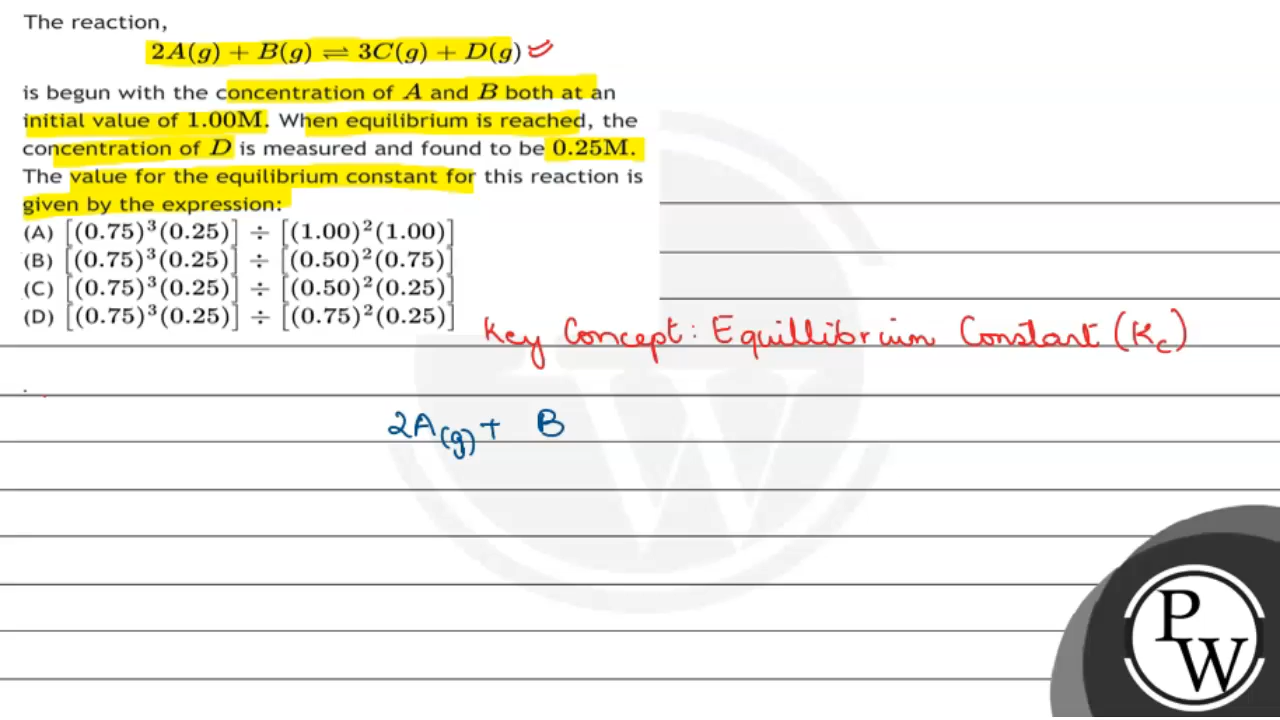 The reaction,
2A(g) + B(g) ⇌ 3C(g) + D(g)
is begun with the concentration of A and B both at an
initial value of 1.00M. When equilibrium is reached, the
concentration of D is measured and found to be 0.25M.
The value for the equilibrium constant for this reaction is
given by the expression:
(A) [(0.75)³(0.25)] ÷ [(1.00)²(1.00)]
(B) [(0.75)³(0.25)] ÷ [(0.50)²(0.75)]
(C) [(0.75)³(0.25)] ÷ [(0.50)²(0.25)]
(D) [(0.75)³(0.25)] ÷ [(0.75)²(0.25)]
Key Concept: Equillibrium Constant (Kc)
2A(g) + B
P
W